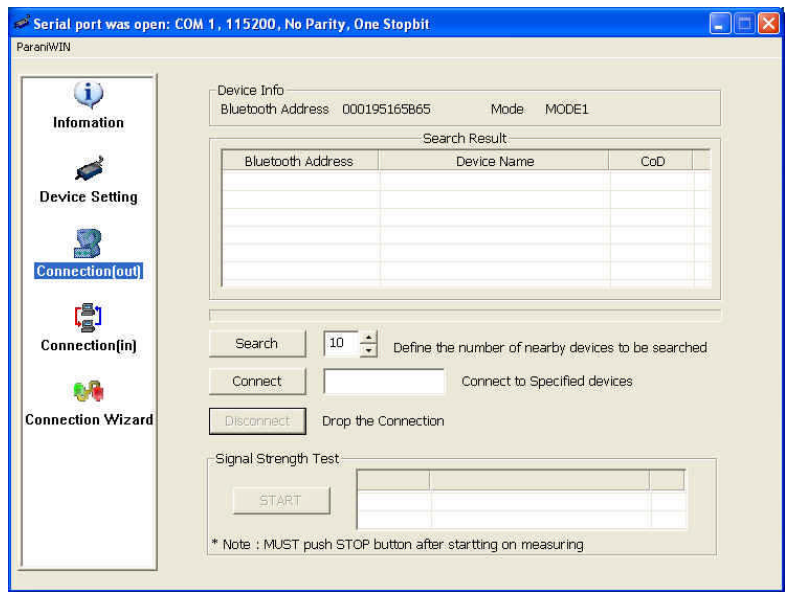 Serial port was open: COM 1, 115200, No Parity, One Stopbit
ParaniWIN
Infomation
Device Setting
Connection(out)
Connection(in)
Connection Wizard
Device Info
Bluetooth Address 000195165B65 Mode MODE1
Search Result
Bluetooth Address Device Name CoD
Search 10 Define the number of nearby devices to be searched
Connect Connect to Specified devices
Disconnect Drop the Connection
Signal Strength Test
START
* Note : MUST push STOP button after startting on measuring